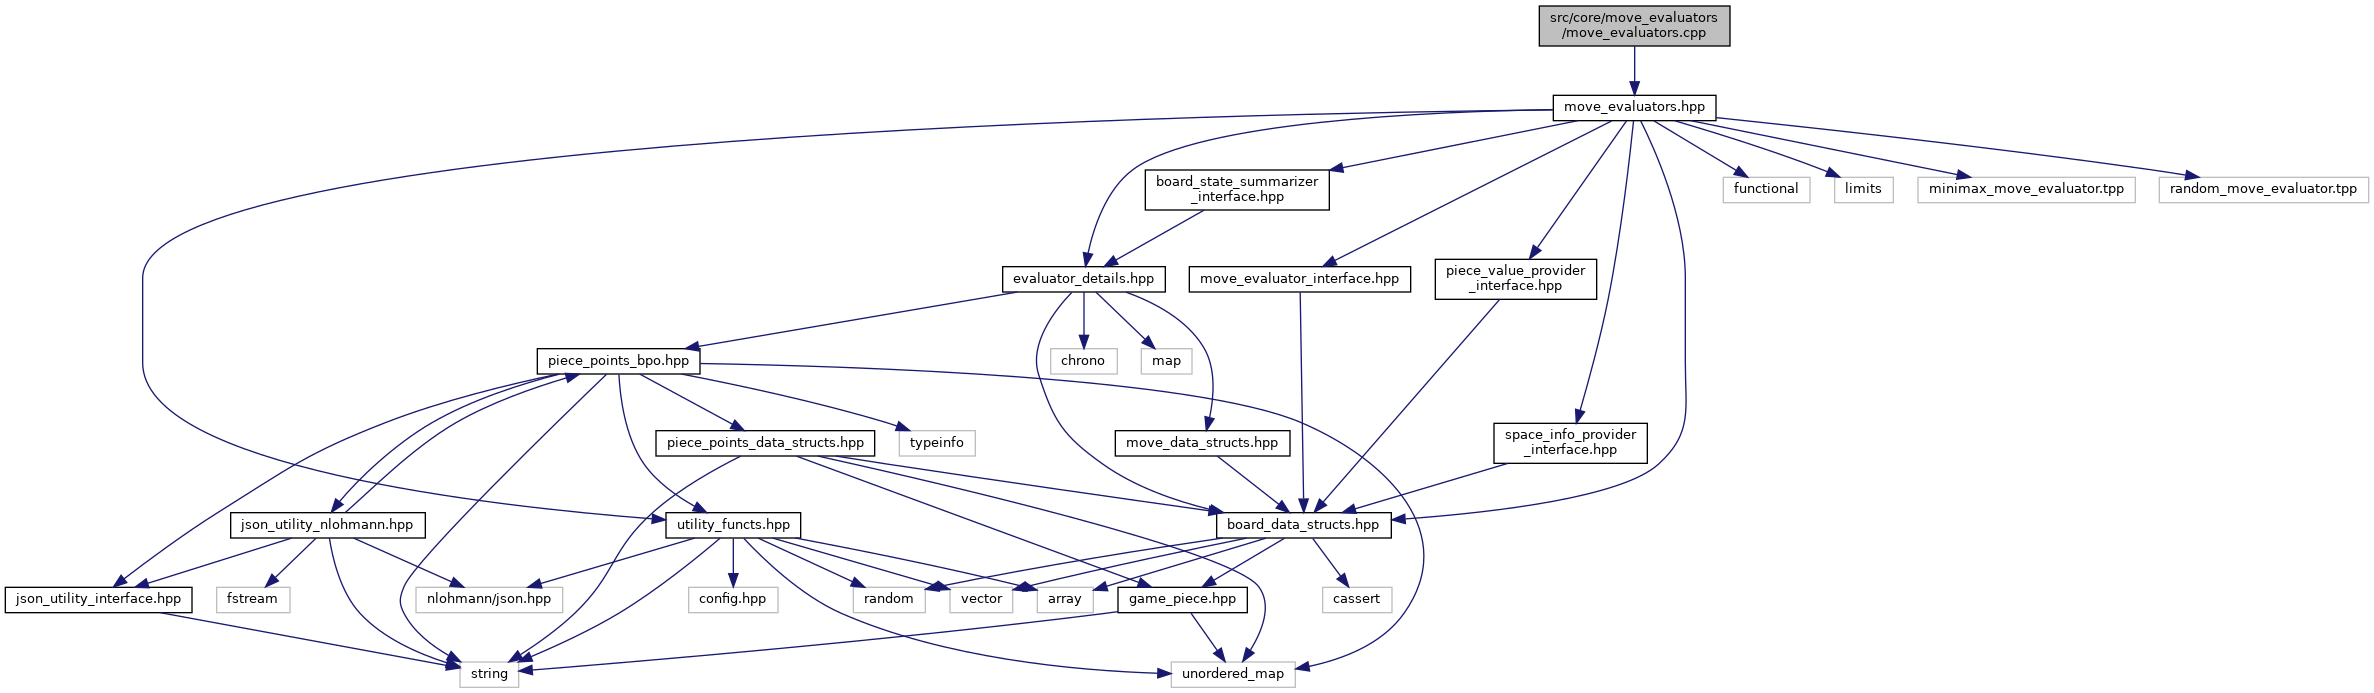 src/core/move_evaluators
/move_evaluators.cpp
move_evaluators.hpp
board_state_summarizer
_interface.hpp
functional
limits
minimax_move_evaluator.tpp
random_move_evaluator.tpp
evaluator_details.hpp
move_evaluator_interface.hpp
piece_value_provider
_interface.hpp
piece_points_bpo.hpp
chrono
map
piece_points_data_structs.hpp
typeinfo
move_data_structs.hpp
space_info_provider
_interface.hpp
json_utility_nlohmann.hpp
utility_functs.hpp
board_data_structs.hpp
json_utility_interface.hpp
fstream
nlohmann/json.hpp
config.hpp
random
vector
array
game_piece.hpp
cassert
string
unordered_map